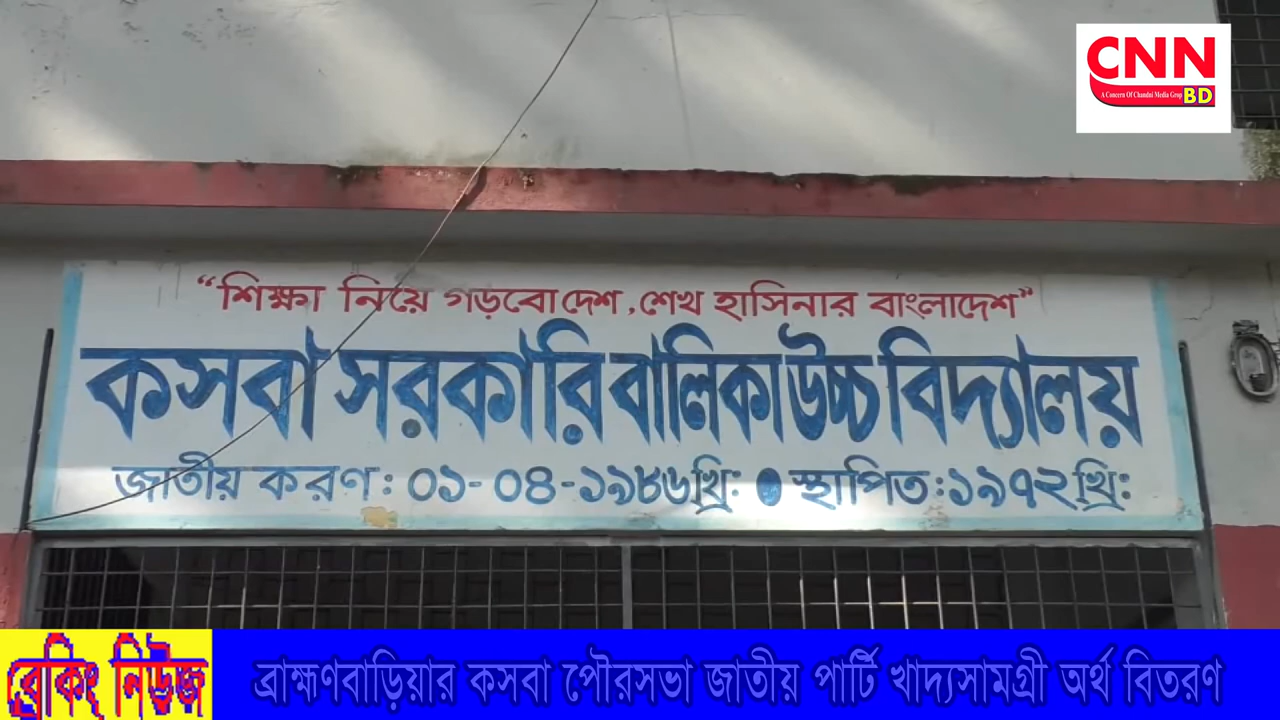 CNN
A Concern Of Chandni Media Grup BD
“শিক্ষা নিয়ে গড়বো দেশ, শেখ হাসিনার বাংলাদেশ”
কসবা সরকারি বালিকা উচ্চ বিদ্যালয়
জাতীয় করণ: ০১-০৪-১৯৮৬খ্রি: ● স্থাপিত:১৯৭২খ্রি:
ব্রেকিং নিউজ ব্রাহ্মণবাড়িয়ার কসবা পৌরসভা জাতীয় পার্টি খাদ্যসামগ্রী অর্থ বিতরণ